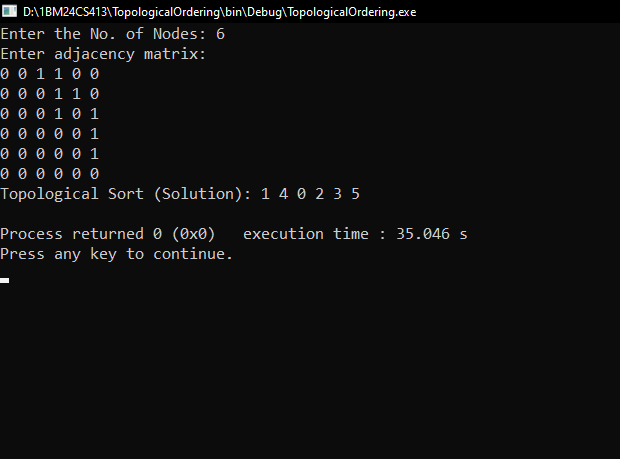 D:\1BM24CS413\TopologicalOrdering\bin\Debug\TopologicalOrdering.exe
Enter the No. of Nodes: 6
Enter adjacency matrix:
0 0 1 1 0 0
0 0 0 1 1 0
0 0 0 1 0 1
0 0 0 0 0 1
0 0 0 0 0 1
0 0 0 0 0 0
Topological Sort (Solution): 1 4 0 2 3 5
Process returned 0 (0x0)   execution time : 35.046 s
Press any key to continue.